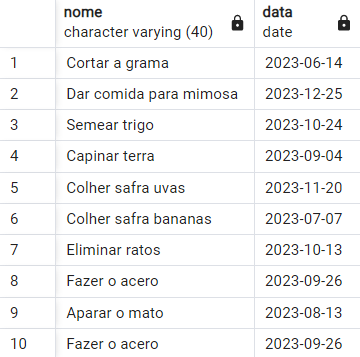 nome data
character varying (40) date
1 Cortar a grama 2023-06-14
2 Dar comida para mimosa 2023-12-25
3 Semear trigo 2023-10-24
4 Capinar terra 2023-09-04
5 Colher safra uvas 2023-11-20
6 Colher safra bananas 2023-07-07
7 Eliminar ratos 2023-10-13
8 Fazer o acero 2023-09-26
9 Aparar o mato 2023-08-13
10 Fazer o acero 2023-09-26